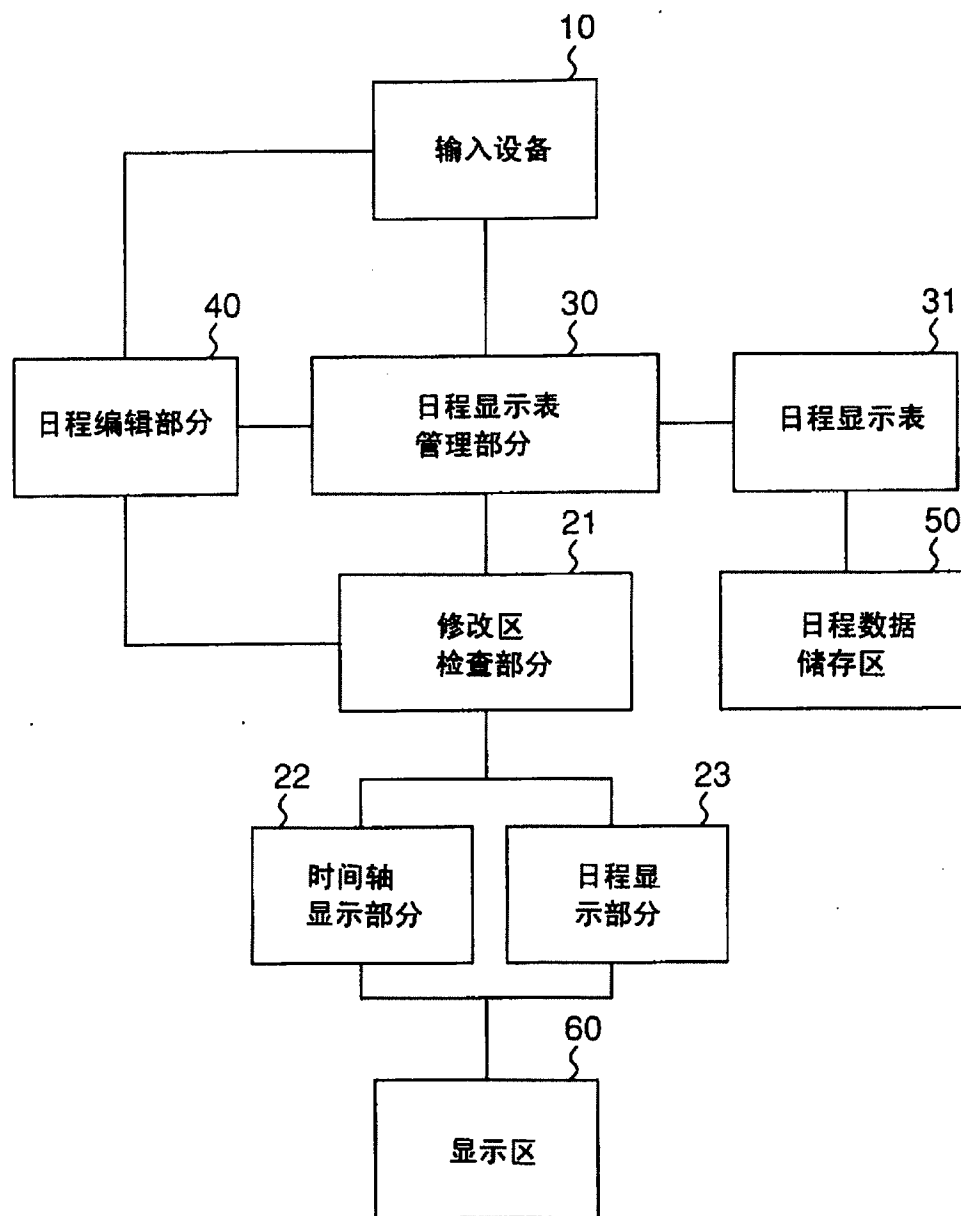 10
输入设备
40
30
31
日程编辑部分
日程显示表
管理部分
日程显示表
21
50
修改区
检查部分
日程数据
储存区
22
23
时间轴
显示部分
日程显
示部分
60
显示区